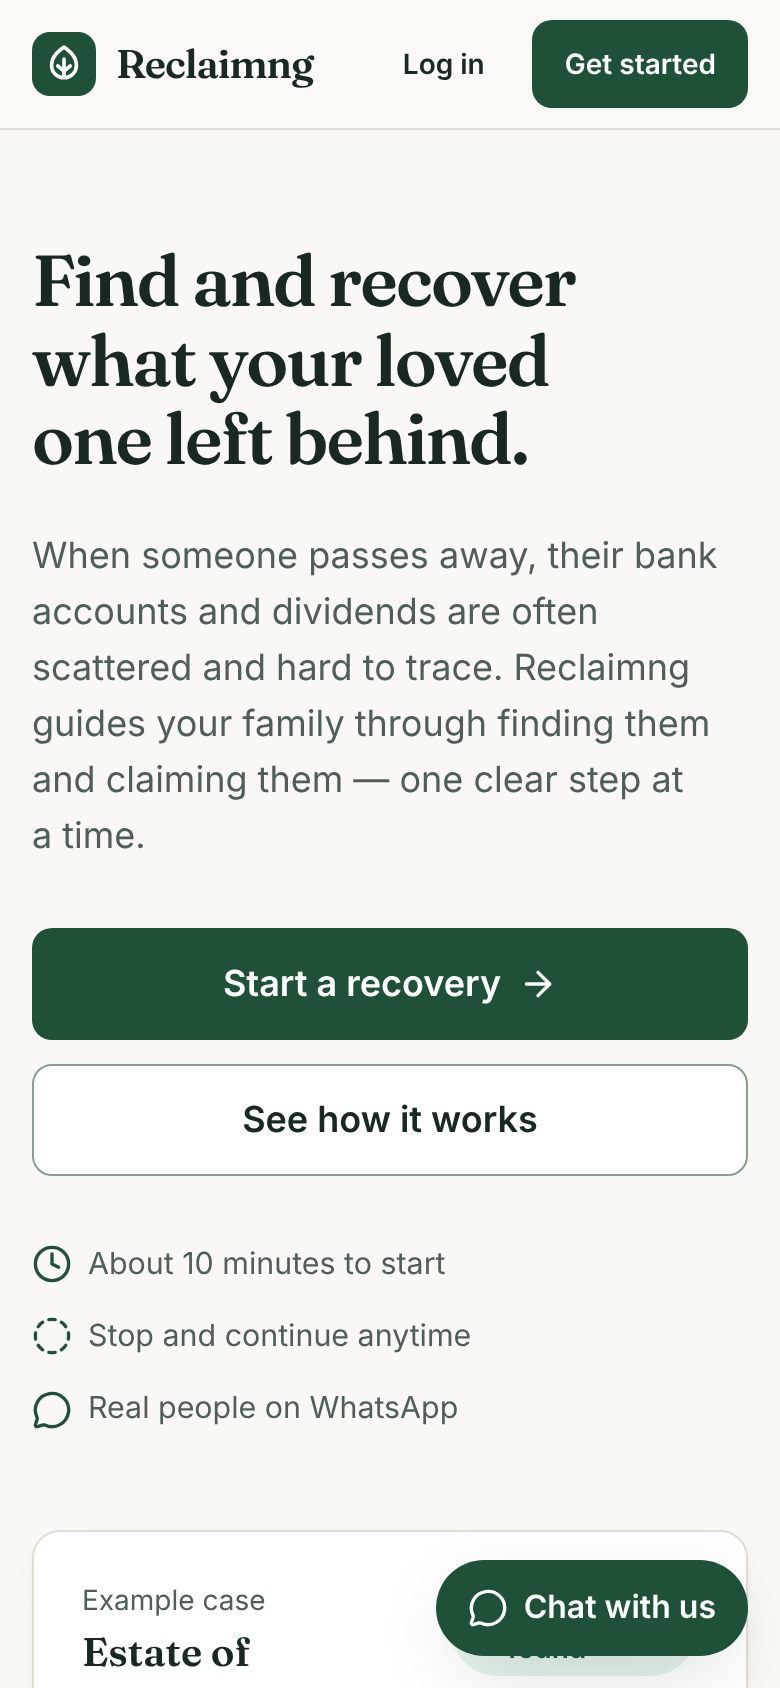 Reclaimng
Log in
Get started
Find and recover
what your loved
one left behind.
When someone passes away, their bank
accounts and dividends are often
scattered and hard to trace. Reclaimng
guides your family through finding them
and claiming them — one clear step at
a time.
Start a recovery
See how it works
About 10 minutes to start
Stop and continue anytime
Real people on WhatsApp
Example case
Estate of
Chat with us